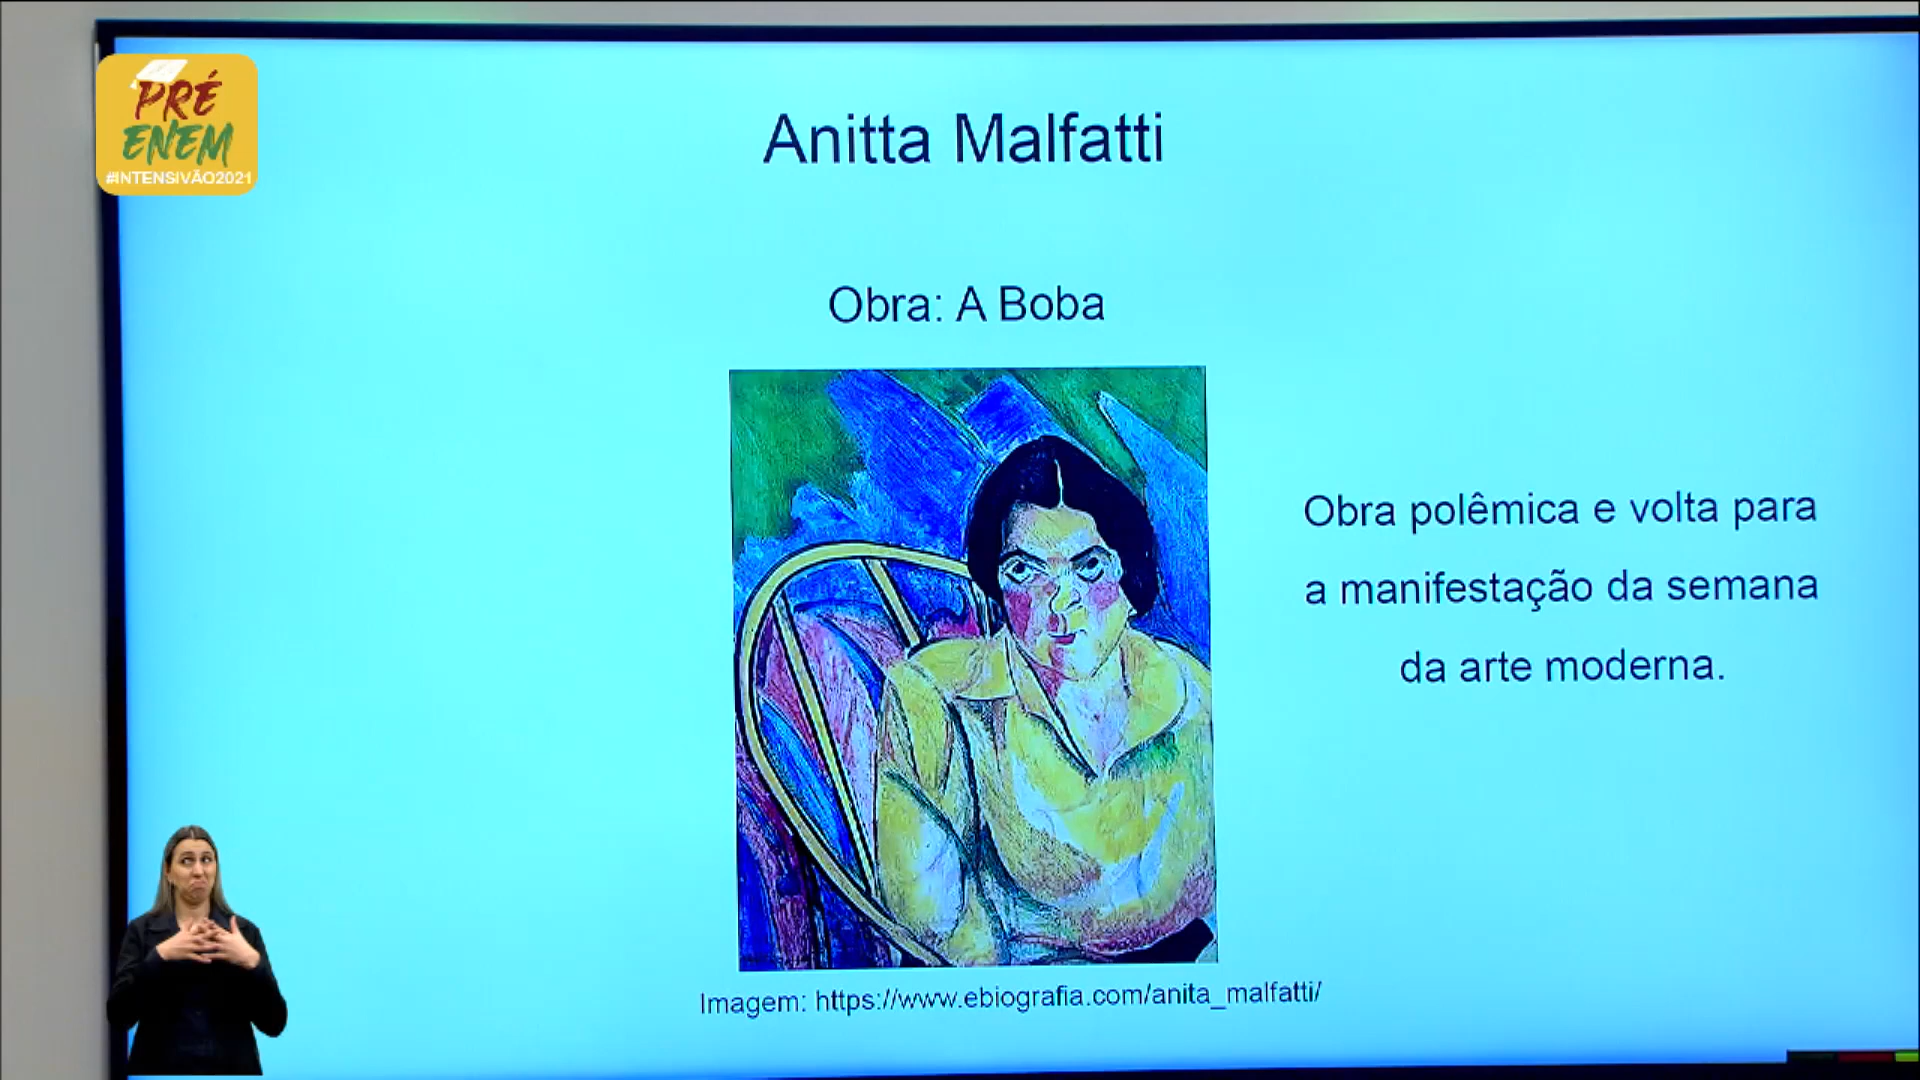 PRÉ
ENEM
#INTENSIVÃO2021
Anitta Malfatti
Obra: A Boba
Obra polêmica e volta para
a manifestação da semana
da arte moderna.
Imagem: https://www.ebiografia.com/anita_malfatti/